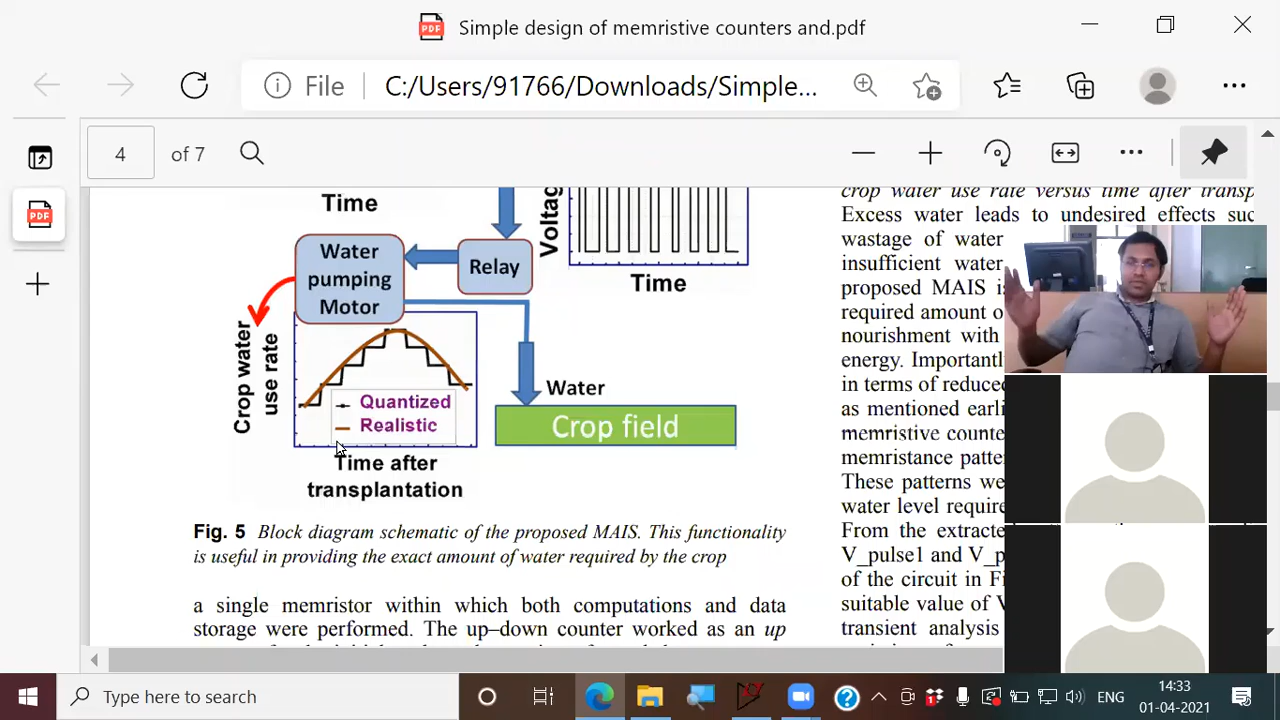 Simple design of memristive counters and.pdf
File
C:/Users/91766/Downloads/Simple...
4
of 7
Time
Voltag
Water
pumping
Motor
Relay
Time
Crop water
use rate
Quantized
Realistic
Time after
transplantation
Water
Crop field
Fig. 5 Block diagram schematic of the proposed MAIS. This functionality
is useful in providing the exact amount of water required by the crop
a single memristor within which both computations and data
storage were performed. The up–down counter worked as an up
crop water use rate versus time after transp
Excess water leads to undesired effects suc
wastage of water
insufficient water
proposed MAIS is
required amount o
nourishment with
energy. Importantl
in terms of reduced
as mentioned earli
memristive counte
memristance patte
These patterns we
water level require
From the extracte
V_pulse1 and V_p
of the circuit in Fi
suitable value of V
transient analysis
Type here to search
ENG
14:33
01-04-2021